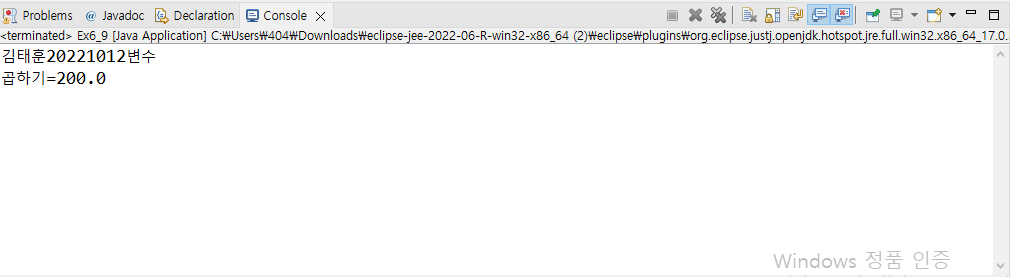 Problems @ Javadoc Declaration Console
<terminated> Ex6_9 [Java Application] C:₩Users₩404₩Downloads₩eclipse-jee-2022-06-R-win32-x86_64 (2)₩eclipse₩plugins₩org.eclipse.justj.openjdk.hotspot.jre.full.win32.x86_64_17.0.
김태훈20221012변수
곱하기=200.0
Windows 정품 인증